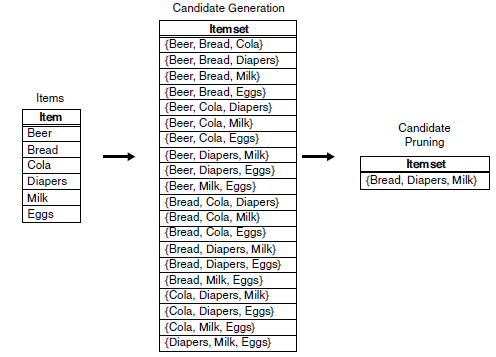 Candidate Generation
Itemset
{Beer, Bread, Cola}
{Beer, Bread, Diapers}
{Beer, Bread, Milk}
{Beer, Bread, Eggs}
{Beer, Cola, Diapers}
{Beer, Cola, Milk}
{Beer, Cola, Eggs}
{Beer, Diapers, Milk}
{Beer, Diapers, Eggs}
{Beer, Milk, Eggs}
{Bread, Cola, Diapers}
{Bread, Cola, Milk}
{Bread, Cola, Eggs}
{Bread, Diapers, Milk}
{Bread, Diapers, Eggs}
{Bread, Milk, Eggs}
{Cola, Diapers, Milk}
{Cola, Diapers, Eggs}
{Cola, Milk, Eggs}
{Diapers, Milk, Eggs}
Items
Item
Beer
Bread
Cola
Diapers
Milk
Eggs
Candidate
Pruning
Itemset
{Bread, Diapers, Milk}